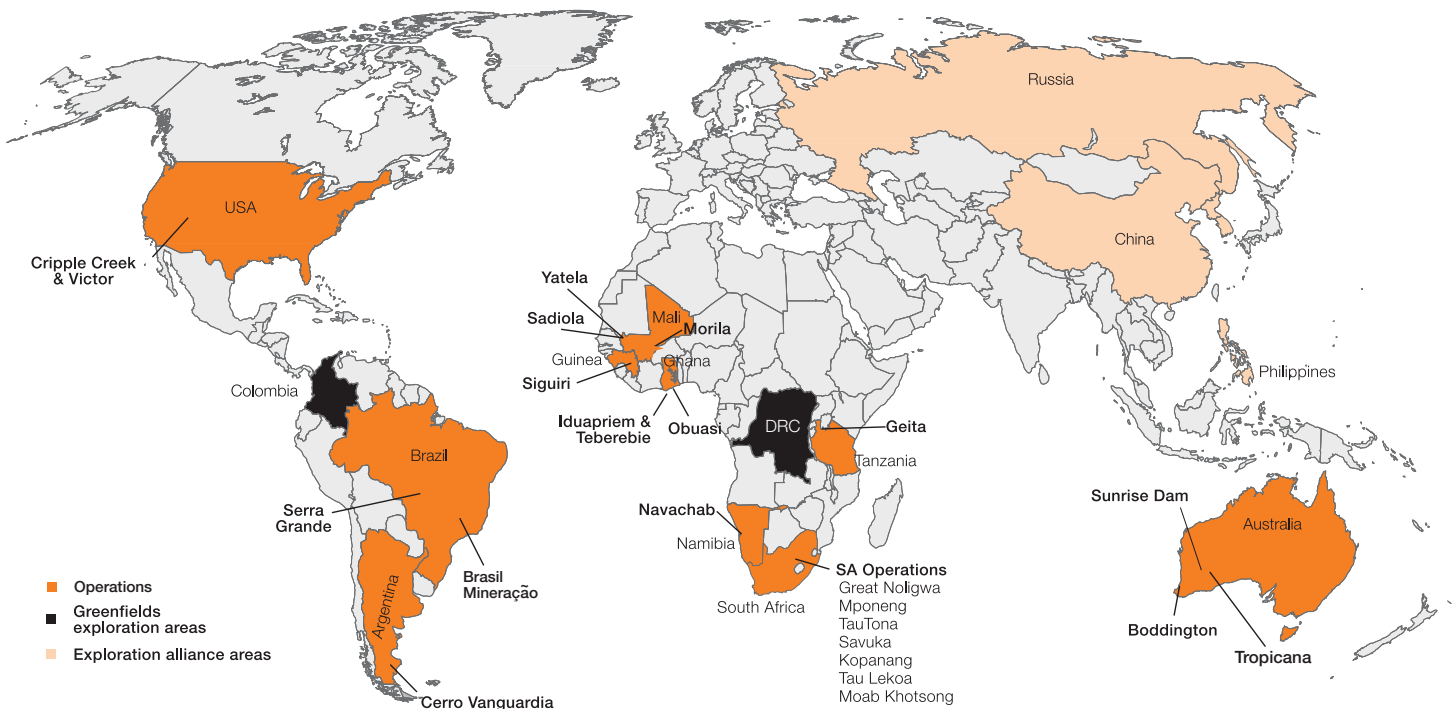 Russia
USA
China
Cripple Creek
& Victor
Yatela
Sadiola
Mali
Morila
Guinea
Ghana
Siguiri
Philippines
Colombia
Iduapriem &
Teberebie
Obuasi
DRC
Geita
Tanzania
Brazil
Serra
Grande
Navachab
Namibia
Sunrise Dam
Australia
Brasil
Mineração
Argentina
SA Operations
Great Noligwa
Mponeng
TauTona
Savuka
Kopanang
Tau Lekoa
Moab Khotsong
South Africa
Boddington
Tropicana
Cerro Vanguardia
Operations
Greenfields
exploration areas
Exploration alliance areas